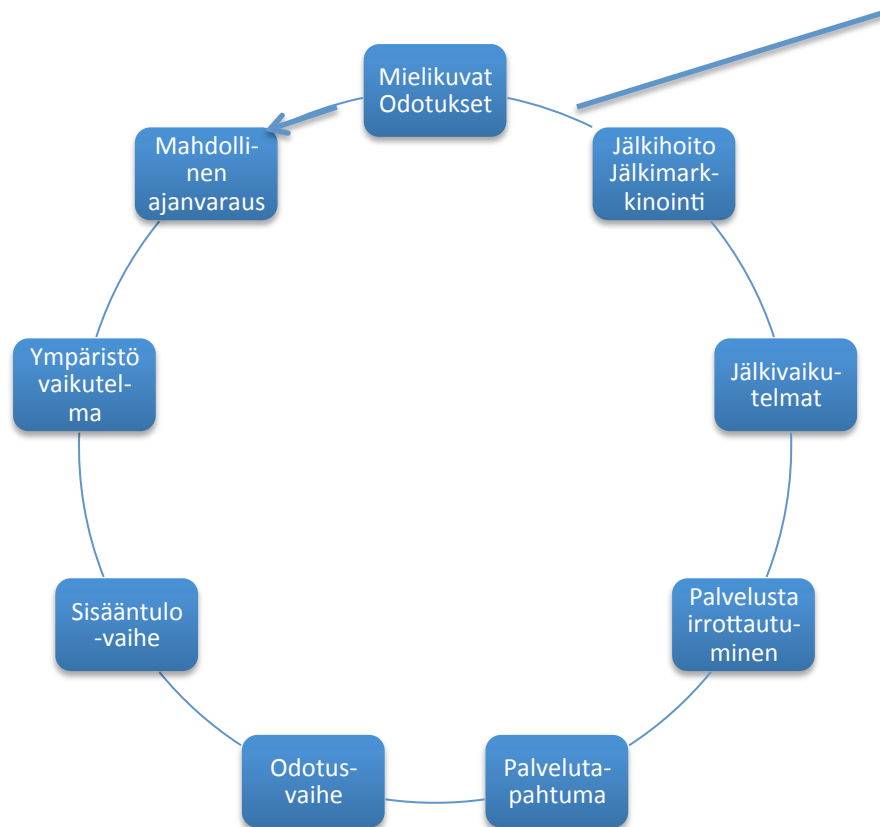 Mielikuvat
Odotukset
Jälkihoito
Jälkimark-
kinointi
Jälkivaiku-
telmat
Palvelusta
irrottautu-
minen
Palveluta-
pahtuma
Odotus-
vaihe
Sisääntulo
-vaihe
Ympäristö
vaikutel-
ma
Mahdolli-
nen
ajanvaraus